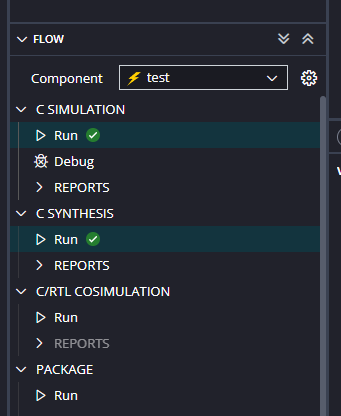 FLOW
Component test
C SIMULATION
Run
Debug
REPORTS
C SYNTHESIS
Run
REPORTS
C/RTL COSIMULATION
Run
REPORTS
PACKAGE
Run